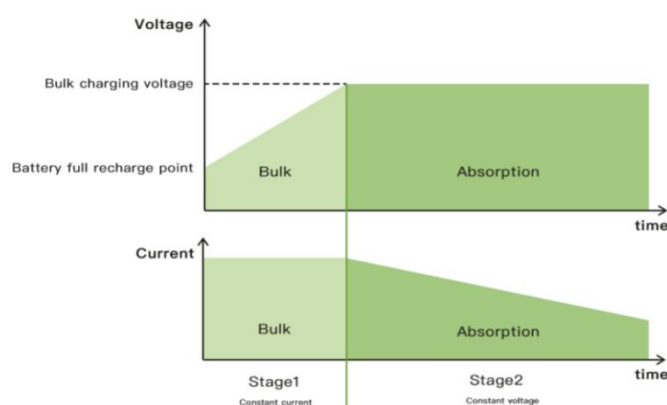 Voltage
Bulk charging voltage
Battery full recharge point
Bulk
Absorption
time
Current
Bulk
Absorption
time
Stage1
Stage2
Constant current
Constant voltage